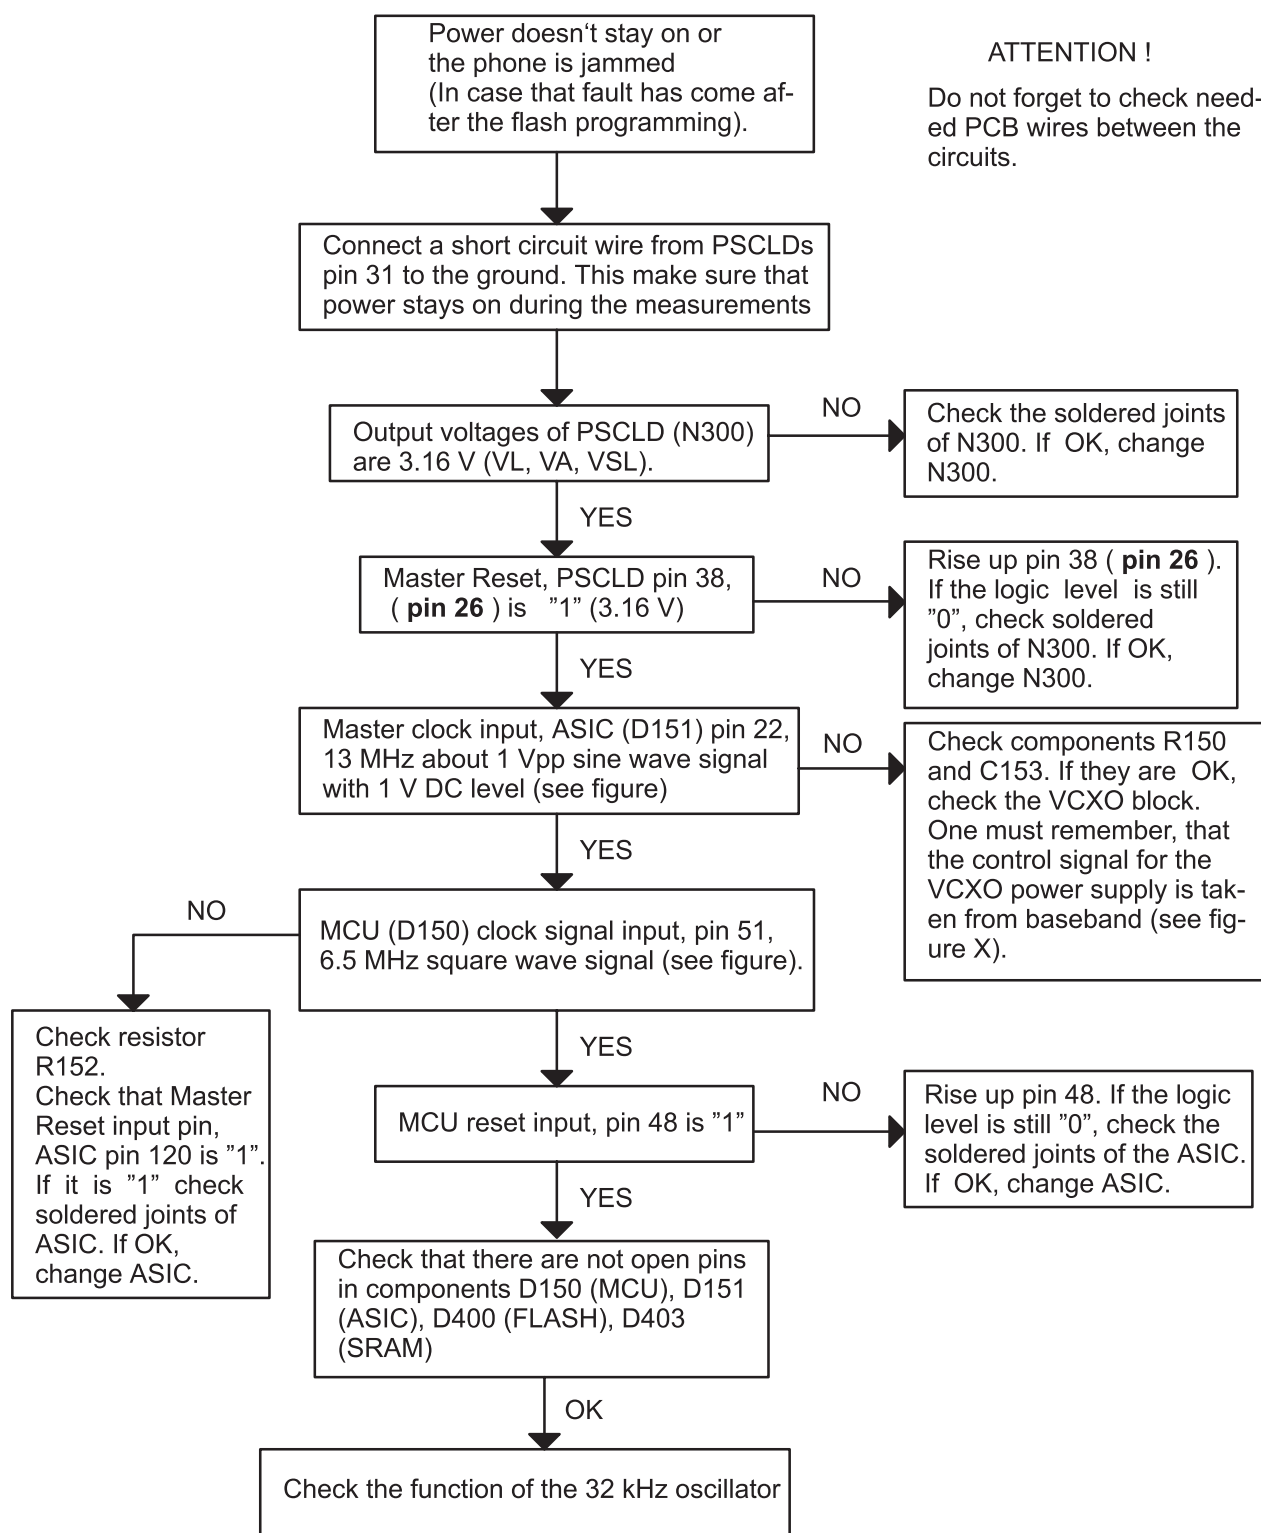 Power doesn‘t stay on or
the phone is jammed
(In case that fault has come af-
ter the flash programming).
ATTENTION !
Do not forget to check need-
ed PCB wires between the
circuits.
Connect a short circuit wire from PSCLDs
pin 31 to the ground. This make sure that
power stays on during the measurements
Output voltages of PSCLD (N300)
are 3.16 V (VL, VA, VSL).
NO
Check the soldered joints
of N300. If OK, change
N300.
YES
Master Reset, PSCLD pin 38,
( pin 26 ) is ”1” (3.16 V)
NO
Rise up pin 38 ( pin 26 ).
If the logic level is still
”0”, check soldered
joints of N300. If OK,
change N300.
YES
Master clock input, ASIC (D151) pin 22,
13 MHz about 1 Vpp sine wave signal
with 1 V DC level (see figure)
NO
Check components R150
and C153. If they are OK,
check the VCXO block.
One must remember, that
the control signal for the
VCXO power supply is tak-
en from baseband (see fig-
ure X).
YES
MCU (D150) clock signal input, pin 51,
6.5 MHz square wave signal (see figure).
NO
Check resistor
R152.
Check that Master
Reset input pin,
ASIC pin 120 is ”1”.
If it is ”1” check
soldered joints of
ASIC. If OK,
change ASIC.
YES
MCU reset input, pin 48 is ”1”
NO
Rise up pin 48. If the logic
level is still ”0”, check the
soldered joints of the ASIC.
If OK, change ASIC.
YES
Check that there are not open pins
in components D150 (MCU), D151
(ASIC), D400 (FLASH), D403
(SRAM)
OK
Check the function of the 32 kHz oscillator